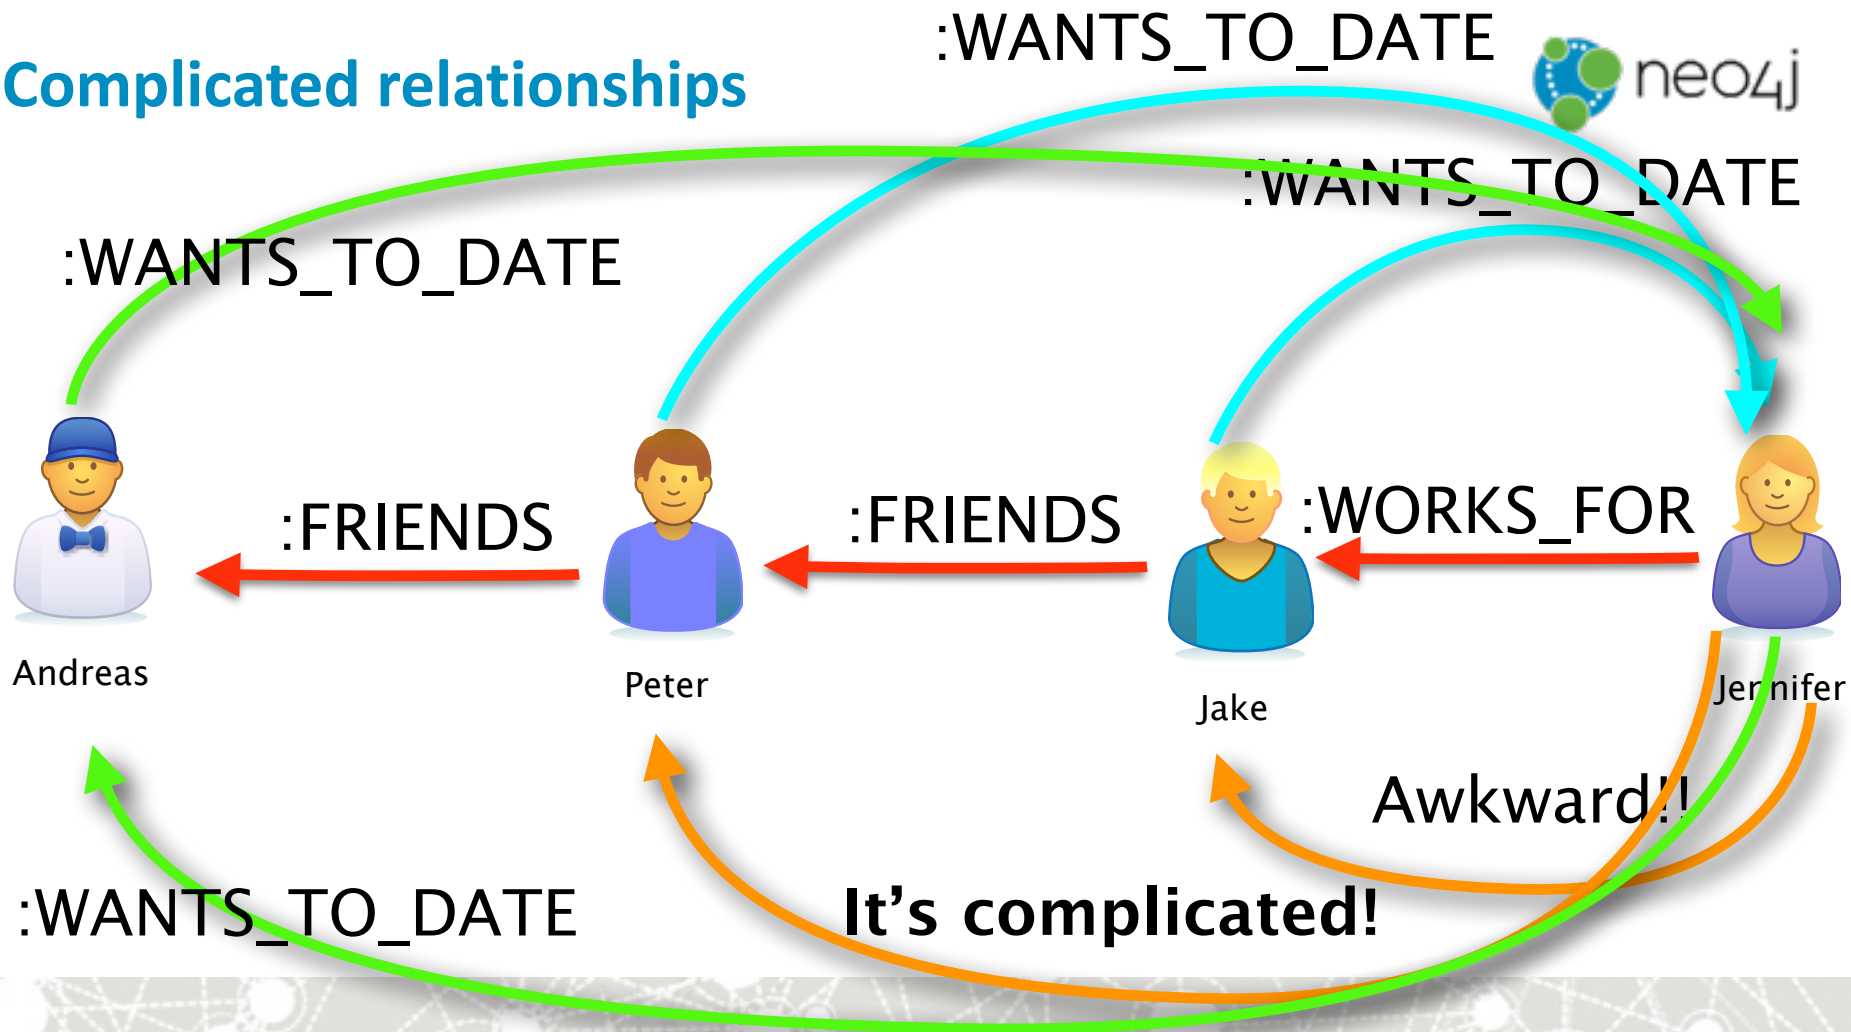 :WANTS_TO_DATE
Complicated relationships
neo4j
:WANTS_TO_DATE
:WANTS_TO_DATE
:FRIENDS
:FRIENDS
:WORKS_FOR
Andreas
Peter
Jake
Jennifer
Awkward!!
:WANTS_TO_DATE
It’s complicated!